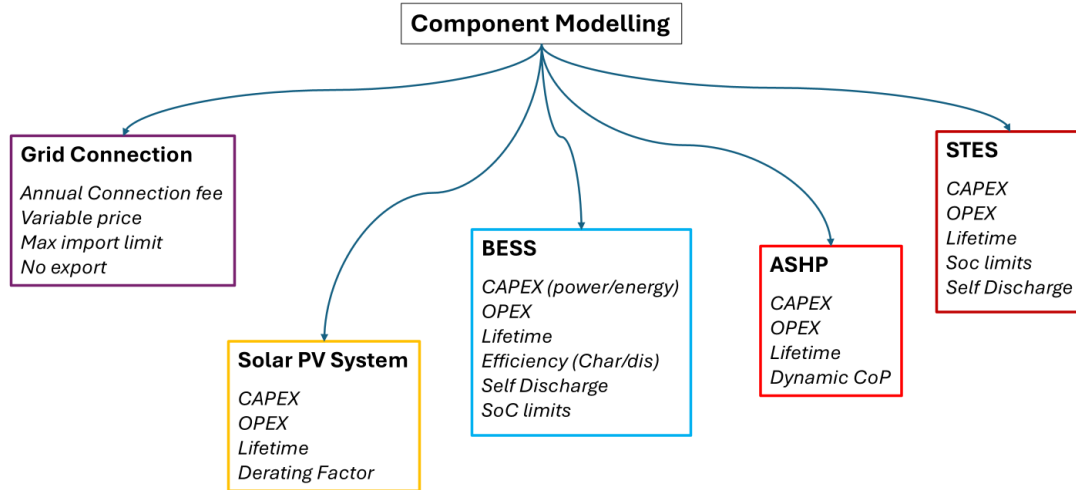 Component Modelling
Grid Connection
Annual Connection fee
Variable price
Max import limit
No export
Solar PV System
CAPEX
OPEX
Lifetime
Derating Factor
BESS
CAPEX (power/energy)
OPEX
Lifetime
Efficiency (Char/dis)
Self Discharge
SoC limits
ASHP
CAPEX
OPEX
Lifetime
Dynamic CoP
STES
CAPEX
OPEX
Lifetime
Soc limits
Self Discharge